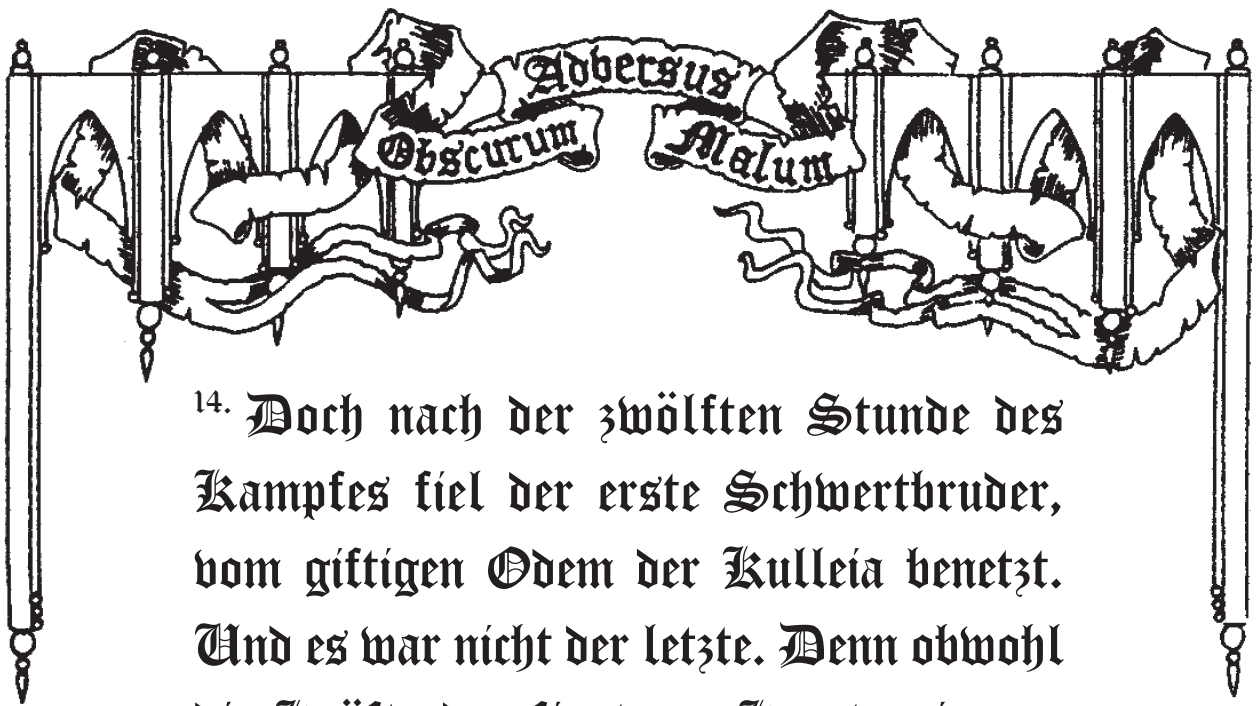 Adversus
Obscurum Malum
14. Doch nach der zwölften Stunde des
Kampfes fiel der erste Schwertbruder,
vom giftigen Odem der Kulleia benetzt.
Und es war nicht der letzte. Denn obwohl